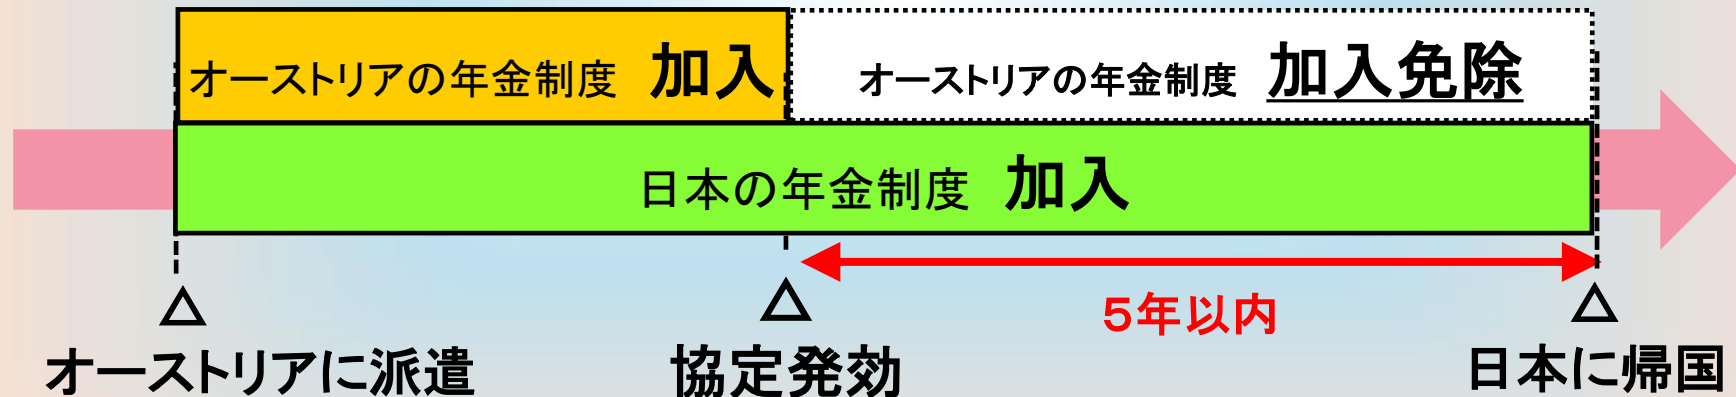 オーストリアの年金制度 加入
オーストリアの年金制度 加入免除
日本の年金制度 加入
5年以内
オーストリアに派遣
協定発効
日本に帰国